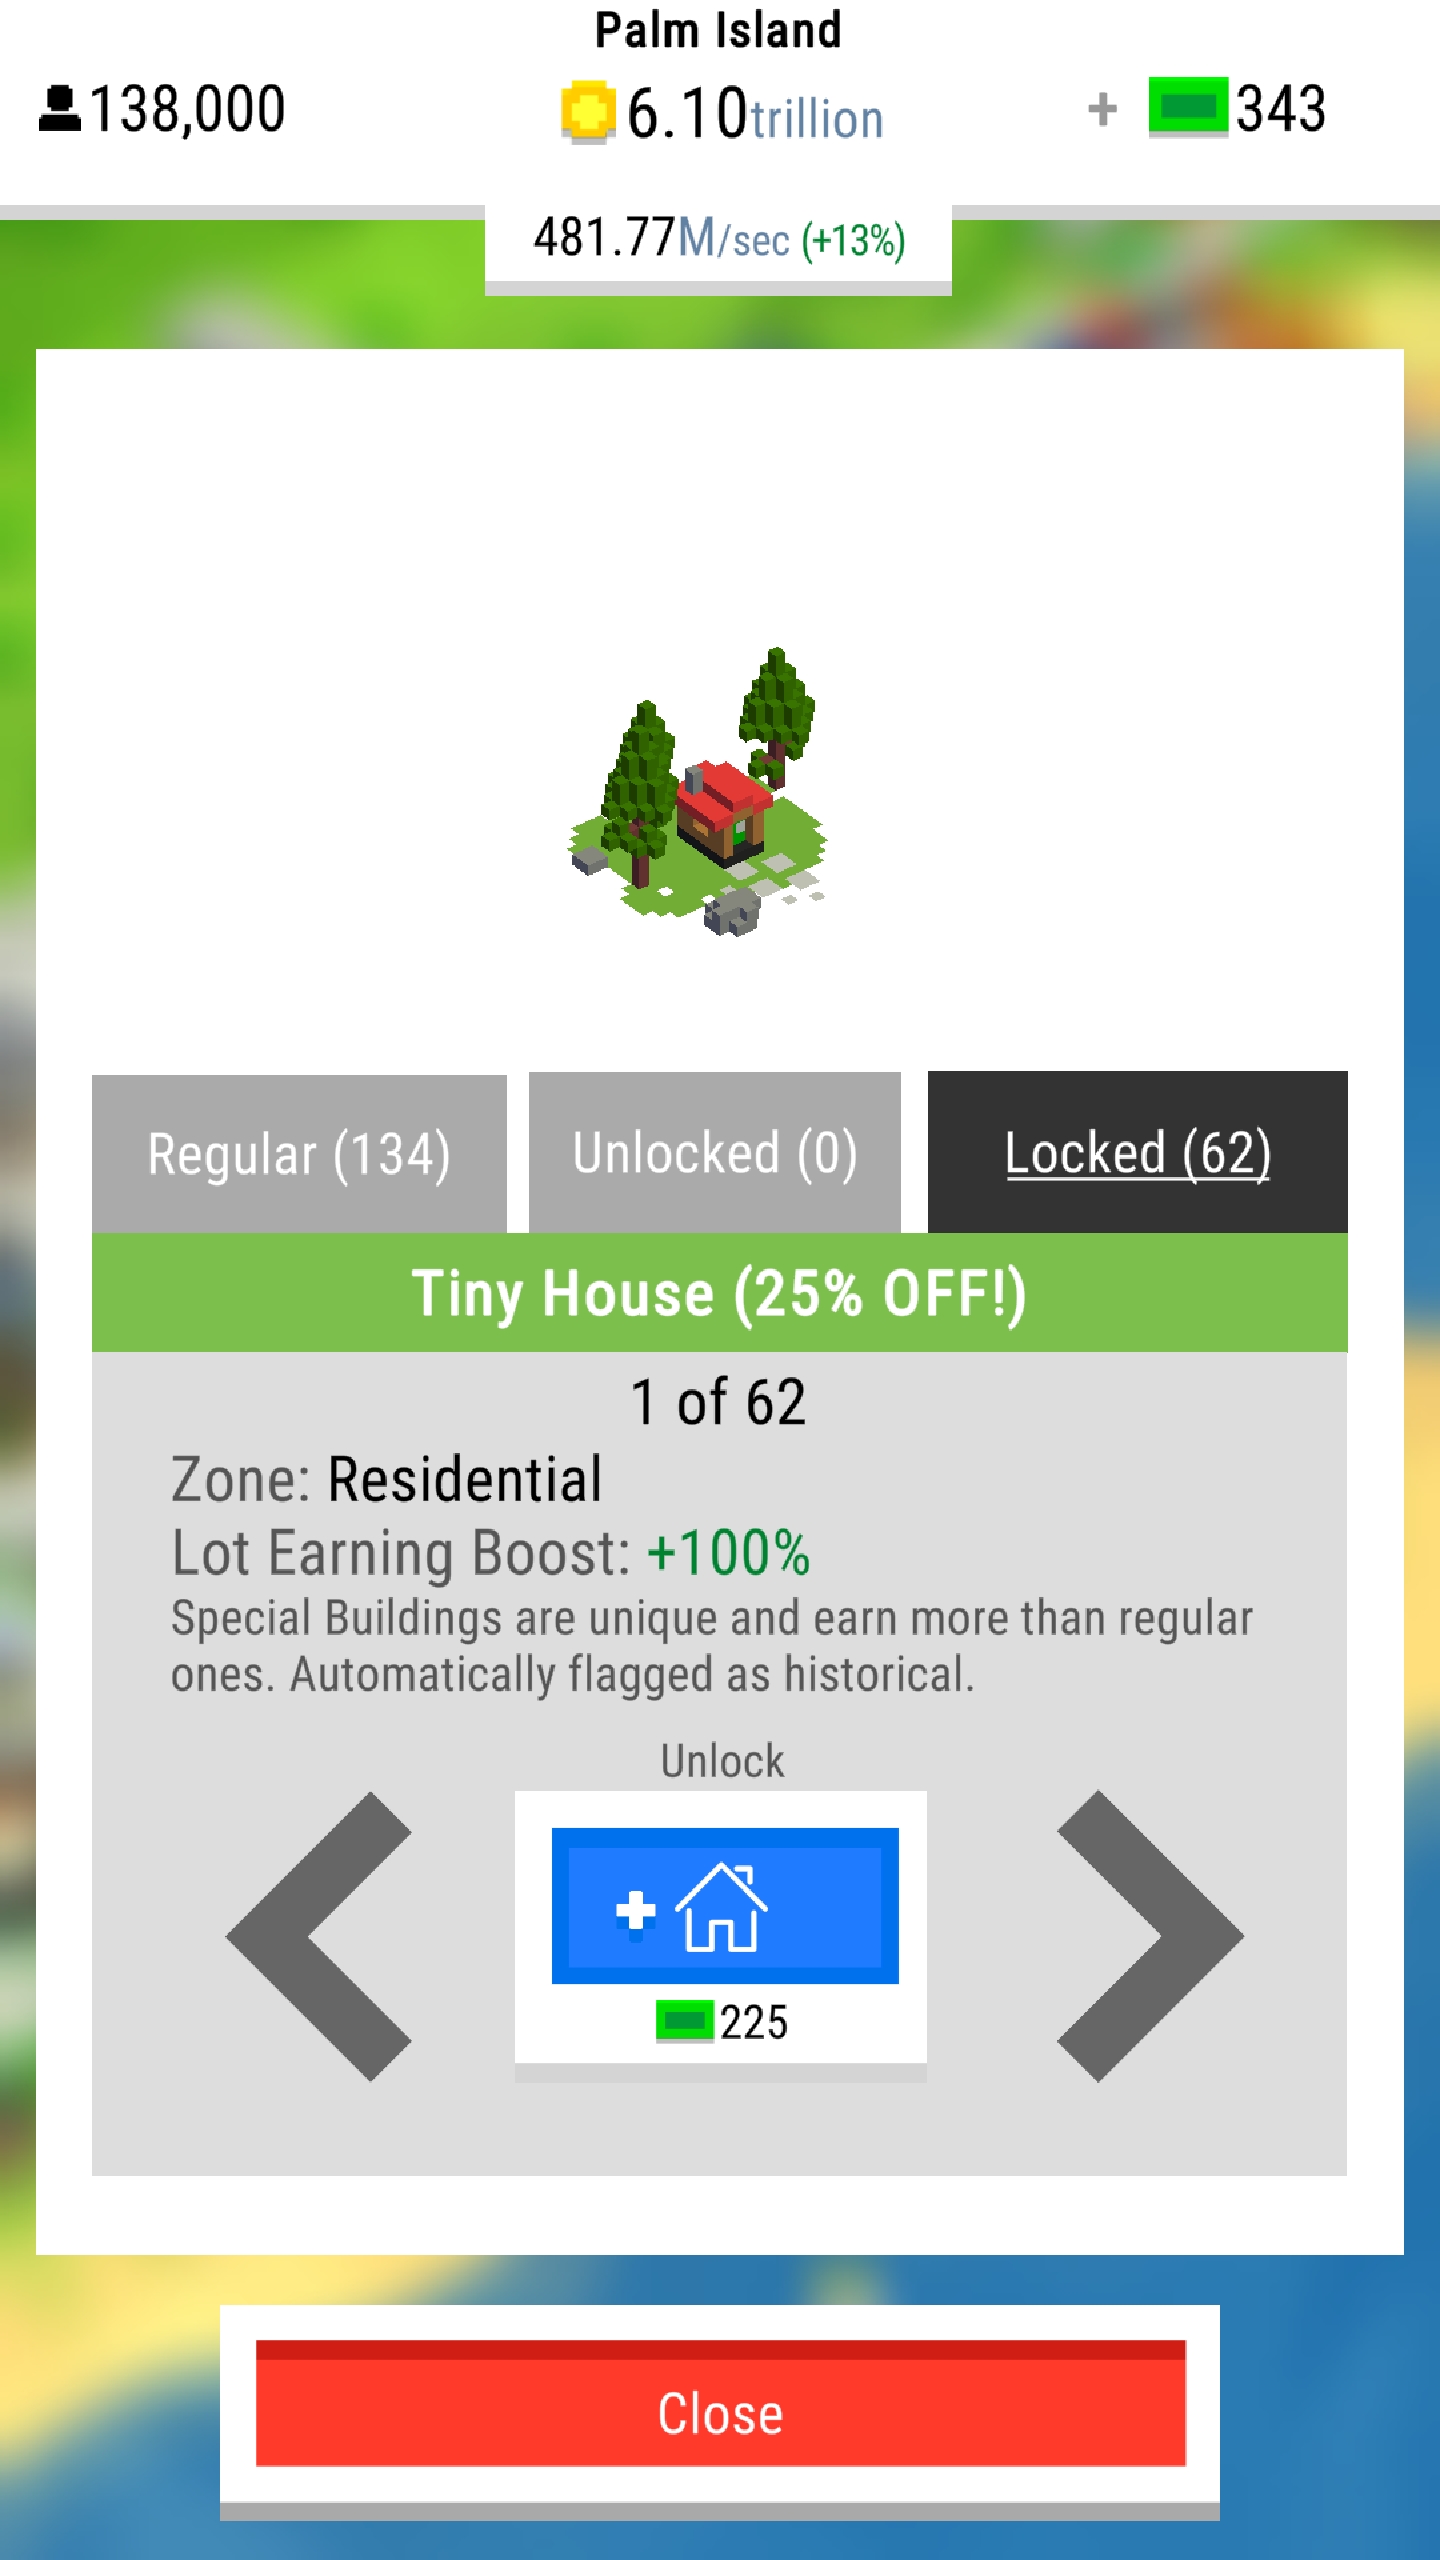 Palm Island
138,000
6.10trillion
+ 343
481.77M/sec (+13%)
Regular (134)
Unlocked (0)
Locked (62)
Tiny House (25% OFF!)
1 of 62
Zone: Residential
Lot Earning Boost: +100%
Special Buildings are unique and earn more than regular
ones. Automatically flagged as historical.
Unlock
225
Close